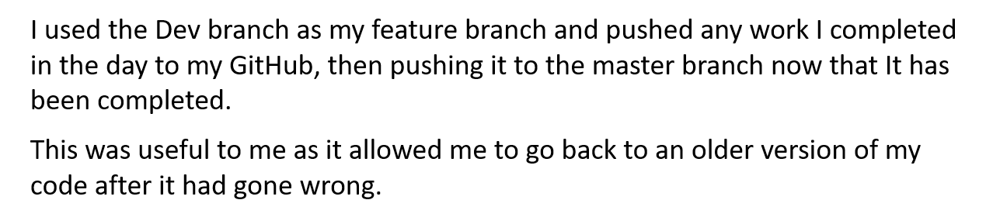 I used the Dev branch as my feature branch and pushed any work I completed
in the day to my GitHub, then pushing it to the master branch now that It has
been completed.
This was useful to me as it allowed me to go back to an older version of my
code after it had gone wrong.